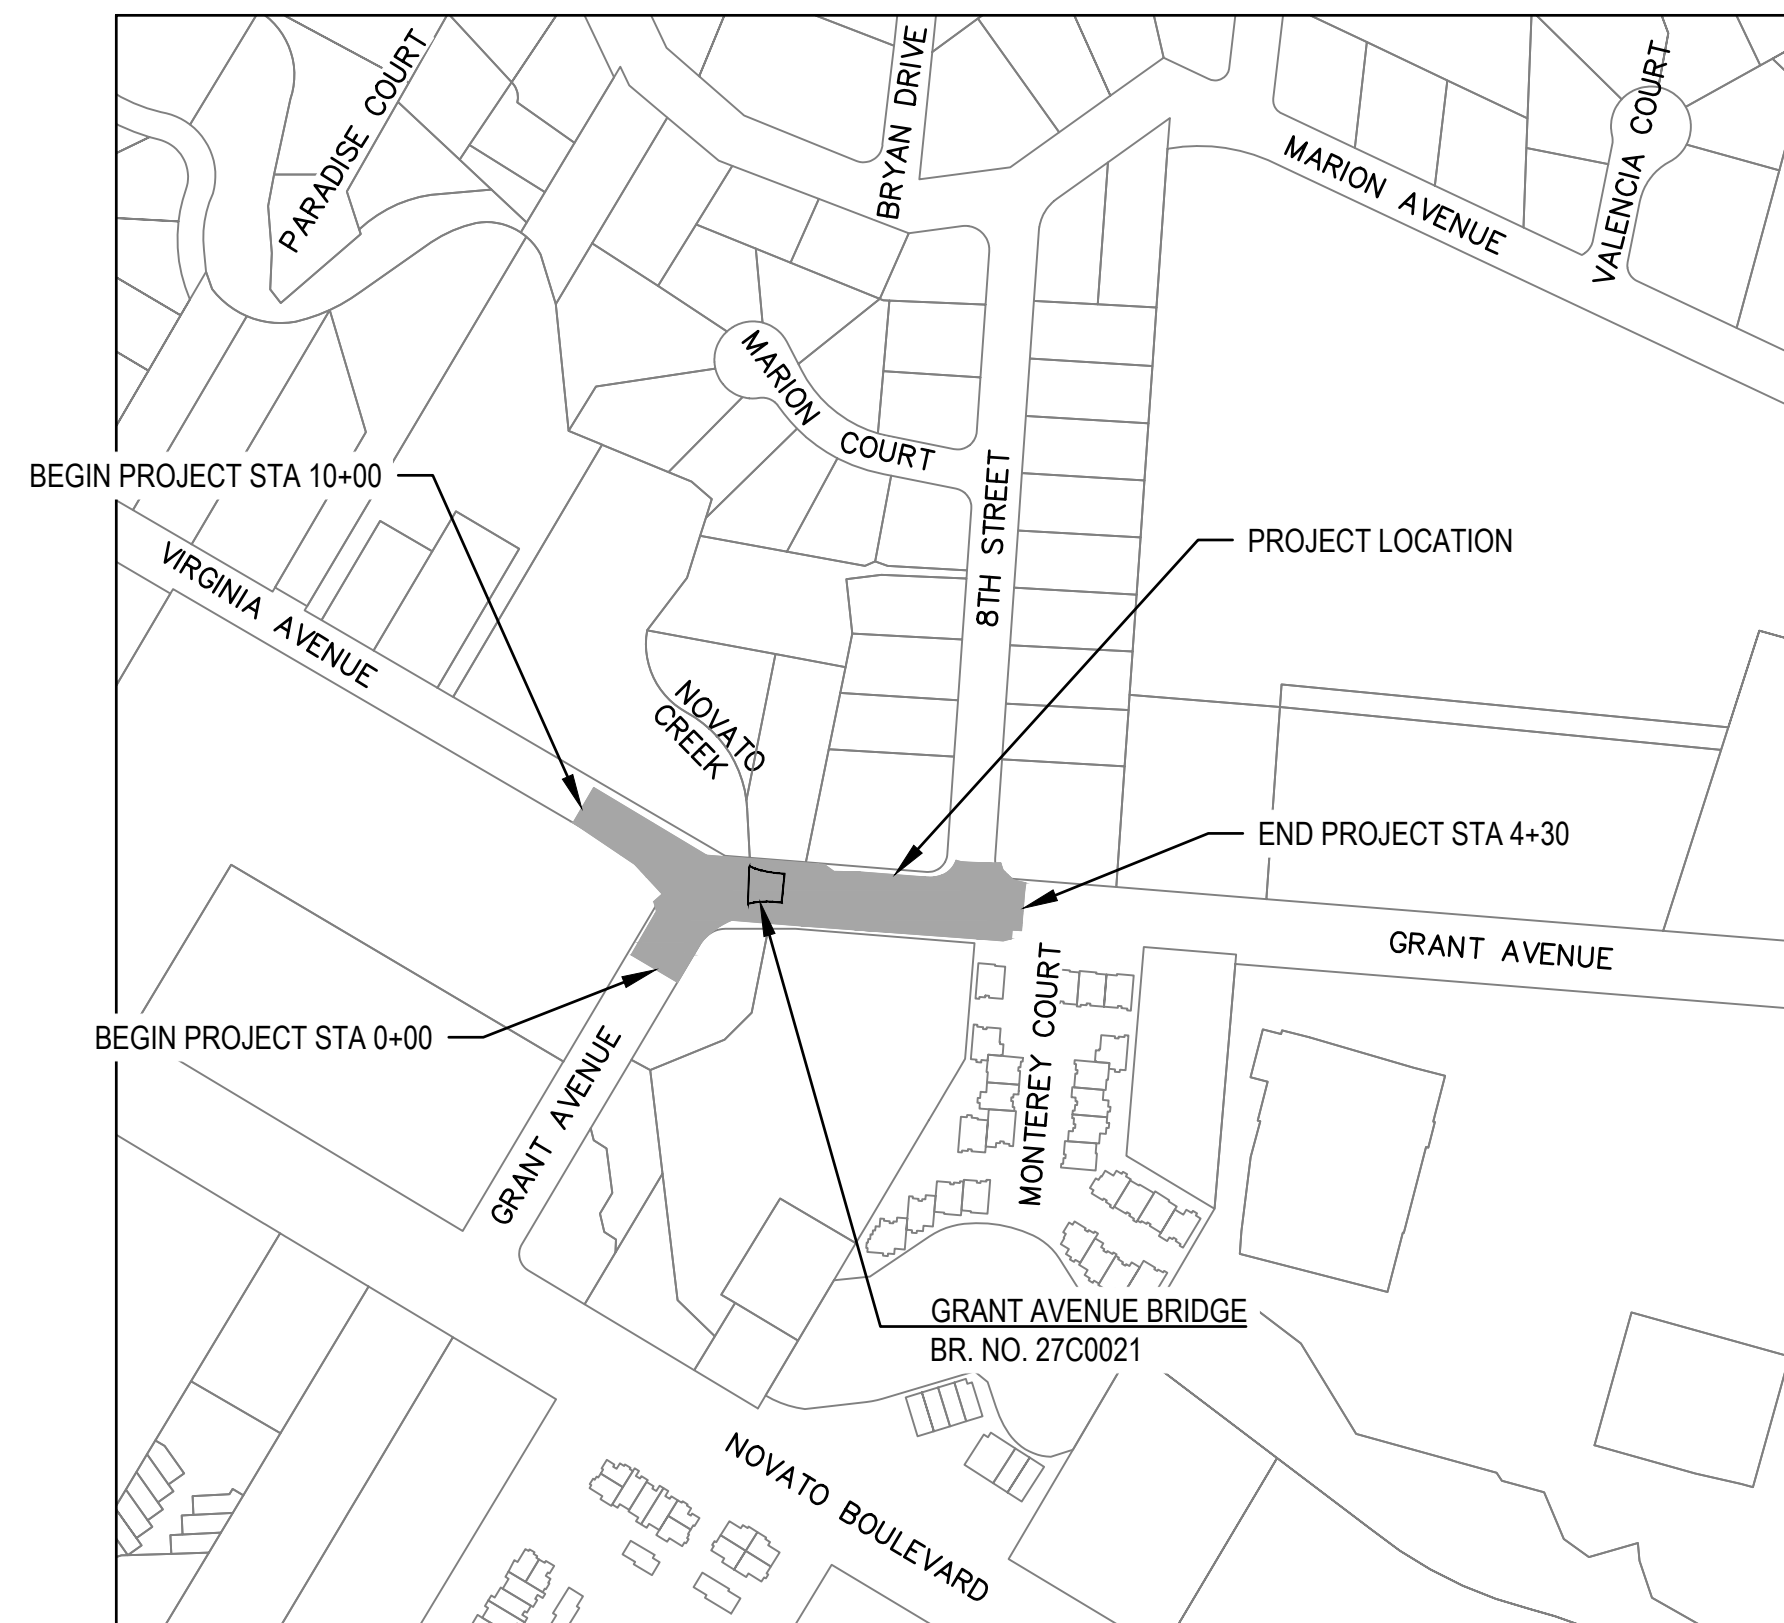 PARADISE COURT
BRYAN DRIVE
VALENCIA COURT
MARION AVENUE
MARION COURT
BEGIN PROJECT STA 10+00
8TH STREET
PROJECT LOCATION
VIRGINIA AVENUE
NOVATO
CREEK
END PROJECT STA 4+30
GRANT AVENUE
BEGIN PROJECT STA 0+00
GRANT AVENUE
MONTEREY COURT
GRANT AVENUE BRIDGE
BR. NO. 27C0021
NOVATO BOULEVARD